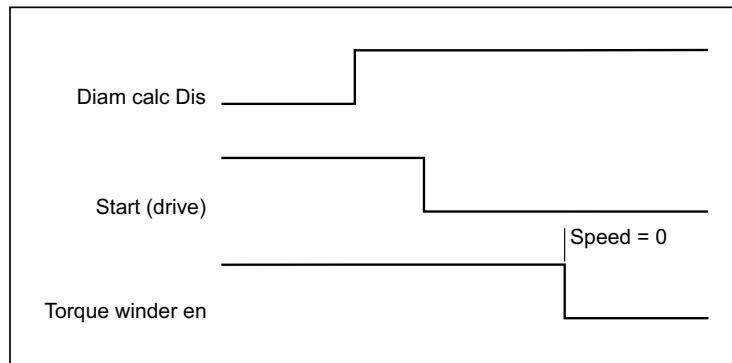 Diam calc Dis
Start (drive)
Speed = 0
Torque winder en